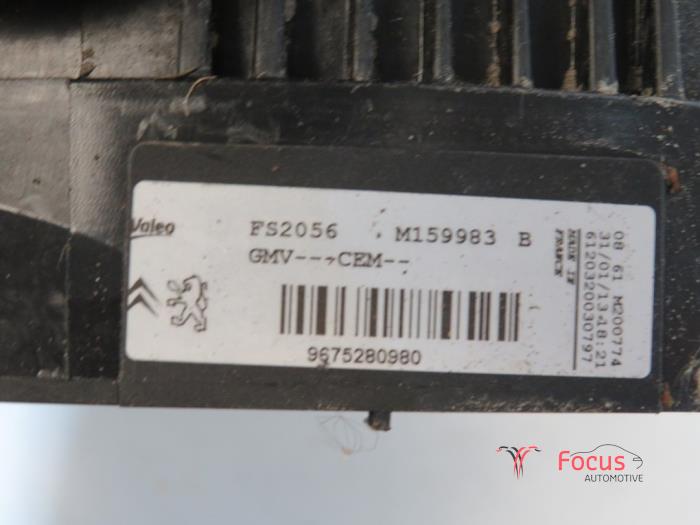 Valeo
FS2056 M159983 B
GMV---CEM--
9675280980
MADE IN
FRANCE
08 61 M200774
31/01/13-18:21
6120320030797
Focus
AUTOMOTIVE